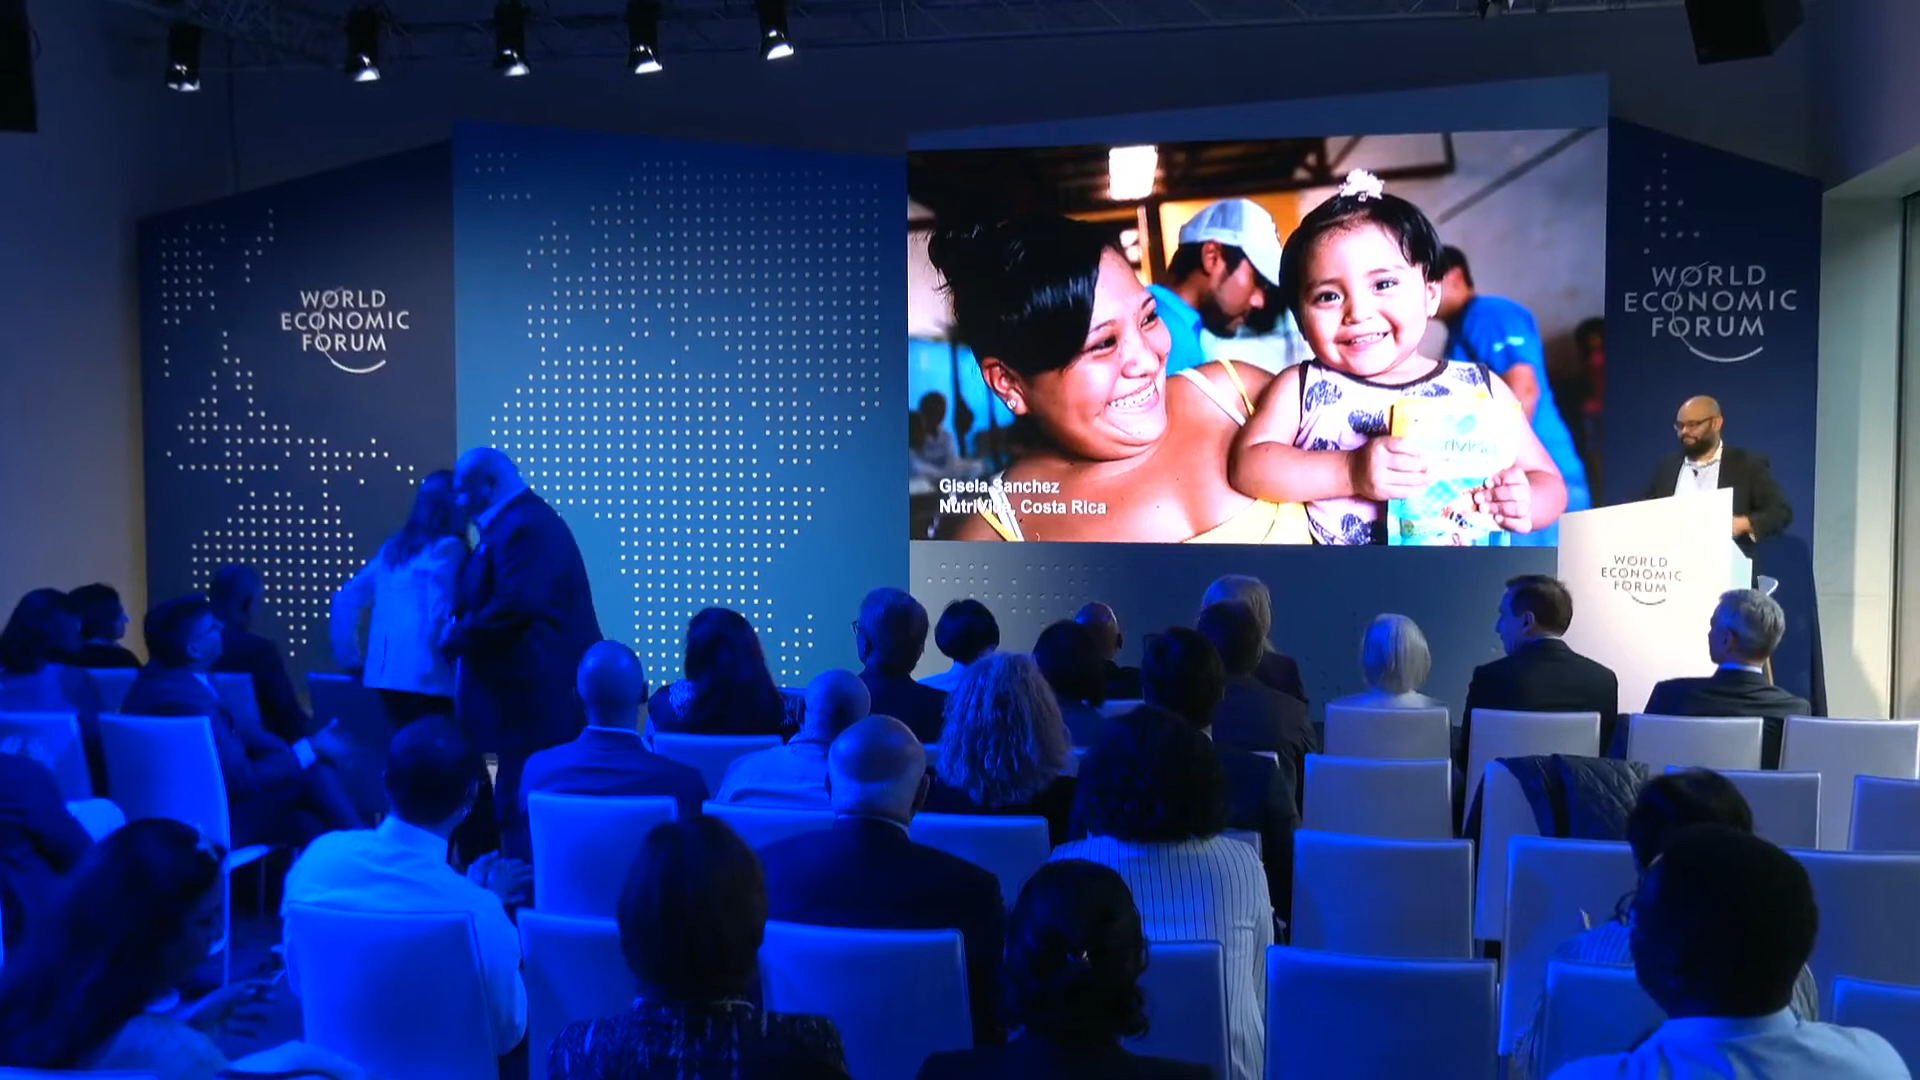 WORLD
ECONOMIC
FORUM
Gisela Sanchez
NutriVida, Costa Rica
WORLD
ECONOMIC
FORUM
WORLD
ECONOMIC
FORUM